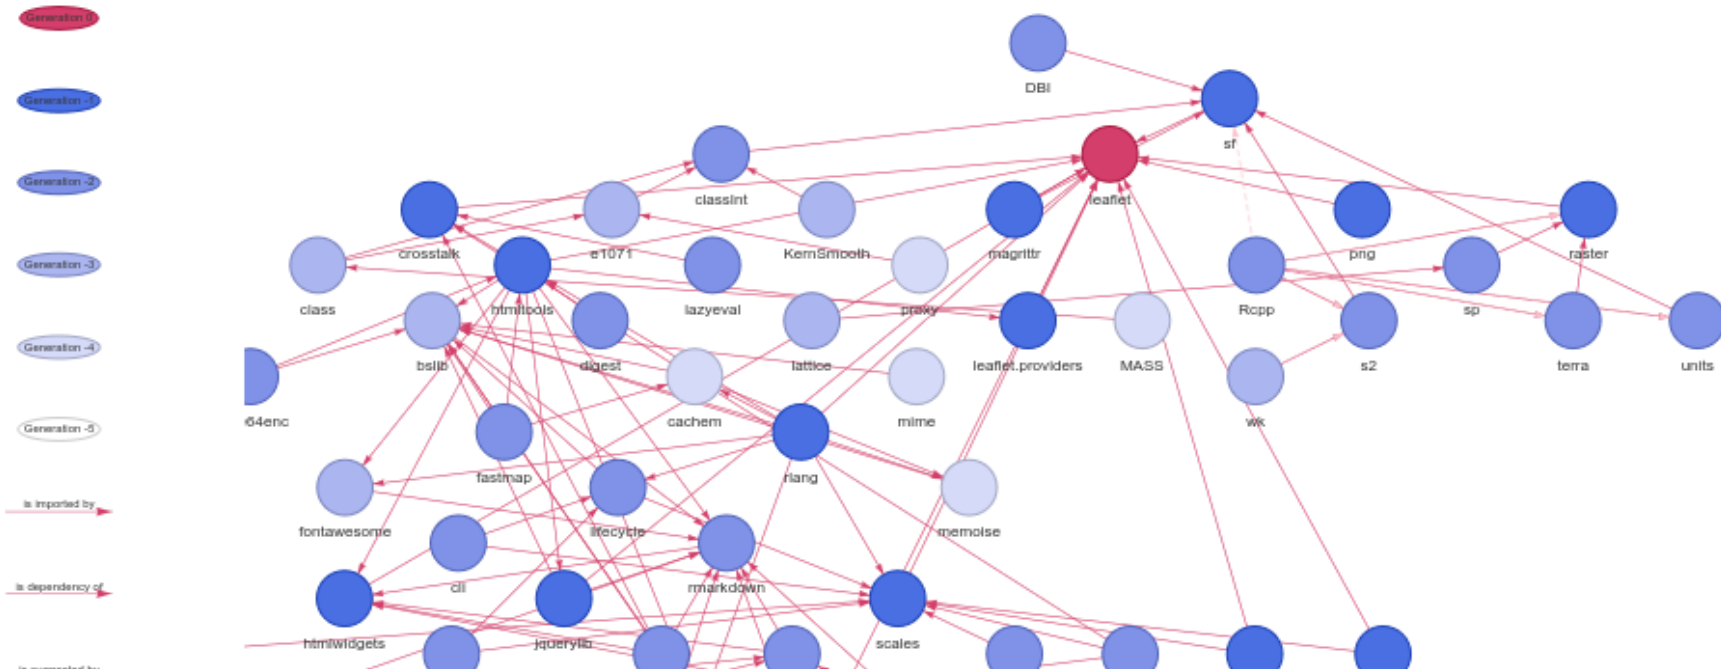 Generation 0
Generation -1
Generation -2
Generation -3
Generation -4
Generation -5
is imported by
is dependency of
DBI
sf
classInt
leaflet
crosstalk
e1071
KernSmooth
magrittr
png
raster
class
htmltools
lazyeval
proxy
Rcpp
sp
bslib
digest
lattice
leaflet.providers
MASS
s2
terra
units
64enc
cachem
mime
wk
fastmap
rlang
fontawesome
lifecycle
memoise
cli
rmarkdown
htmlwidgets
jquerylib
scales